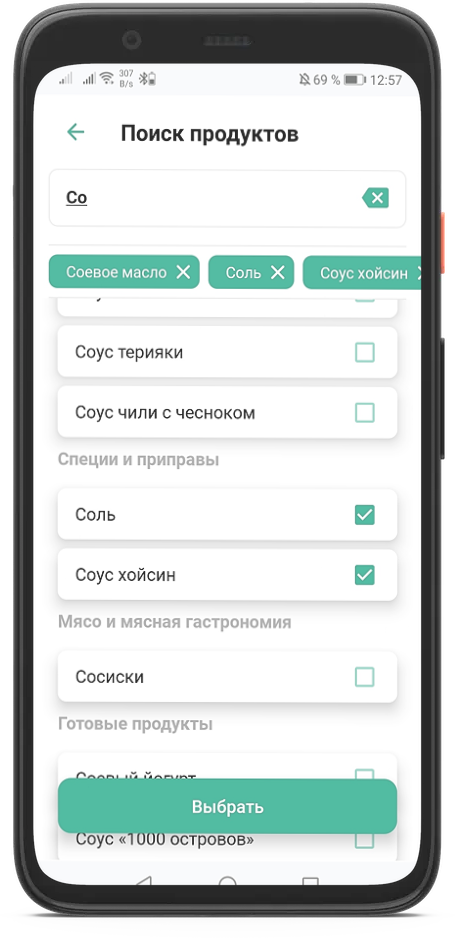 307
B/s
69 % 12:57
Поиск продуктов
Со
Соевое масло Соль Соус хойсин
Соус терияки
Соус чили с чесноком
Специи и приправы
Соль
Соус хойсин
Мясо и мясная гастрономия
Сосиски
Готовые продукты
Соевый йогурт
Выбрать
Соус «1000 островов»